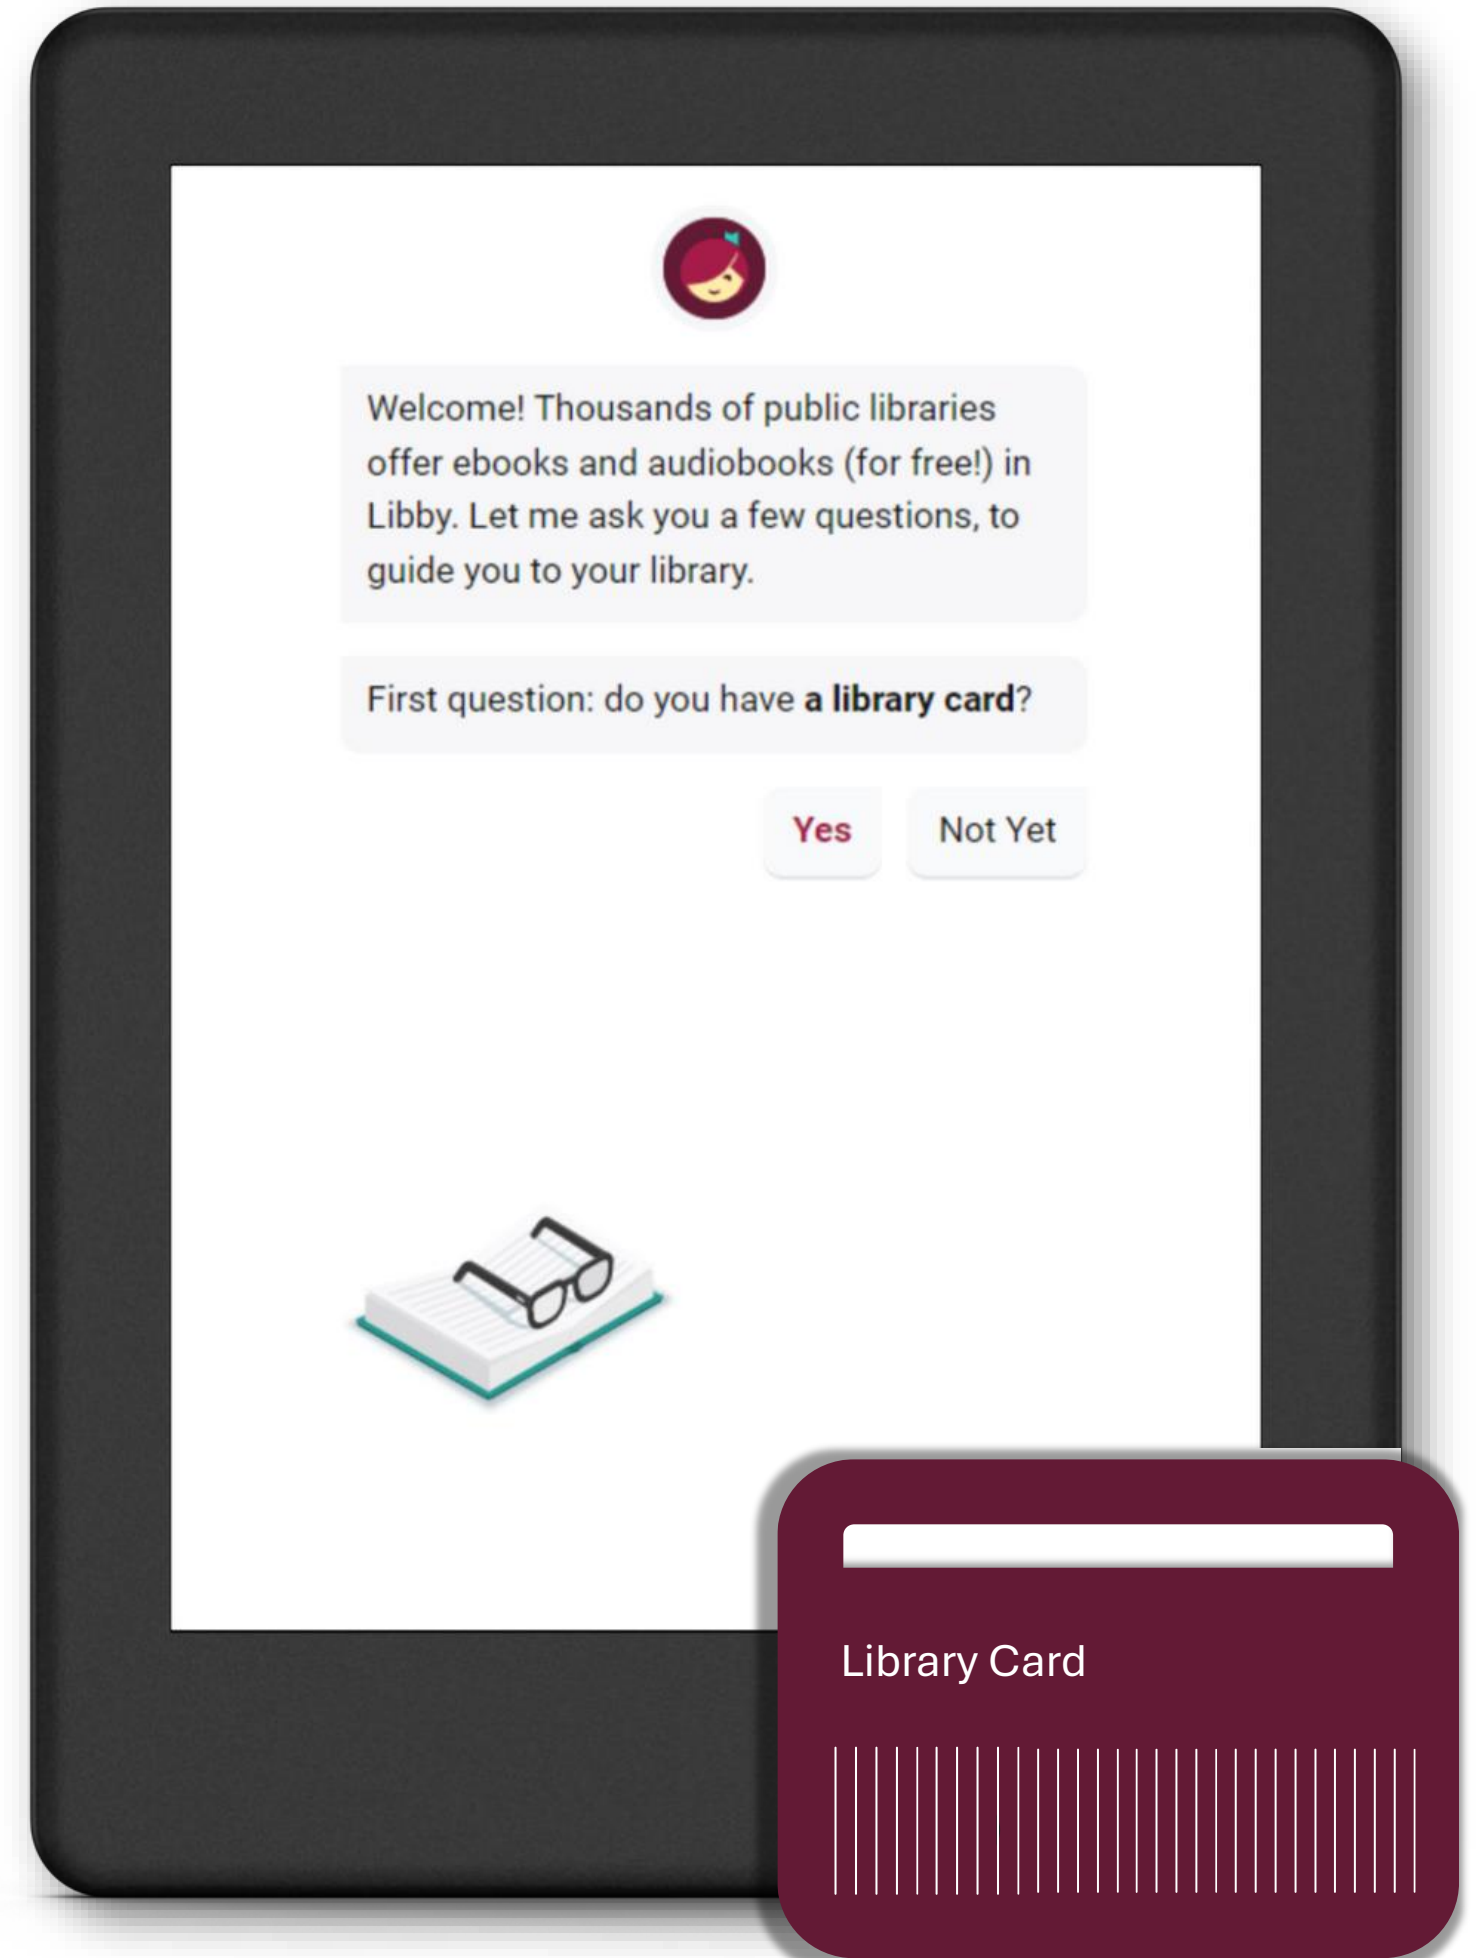 Welcome! Thousands of public libraries
offer ebooks and audiobooks (for free!) in
Libby. Let me ask you a few questions, to
guide you to your library.
First question: do you have a library card?
Yes Not Yet
Library Card